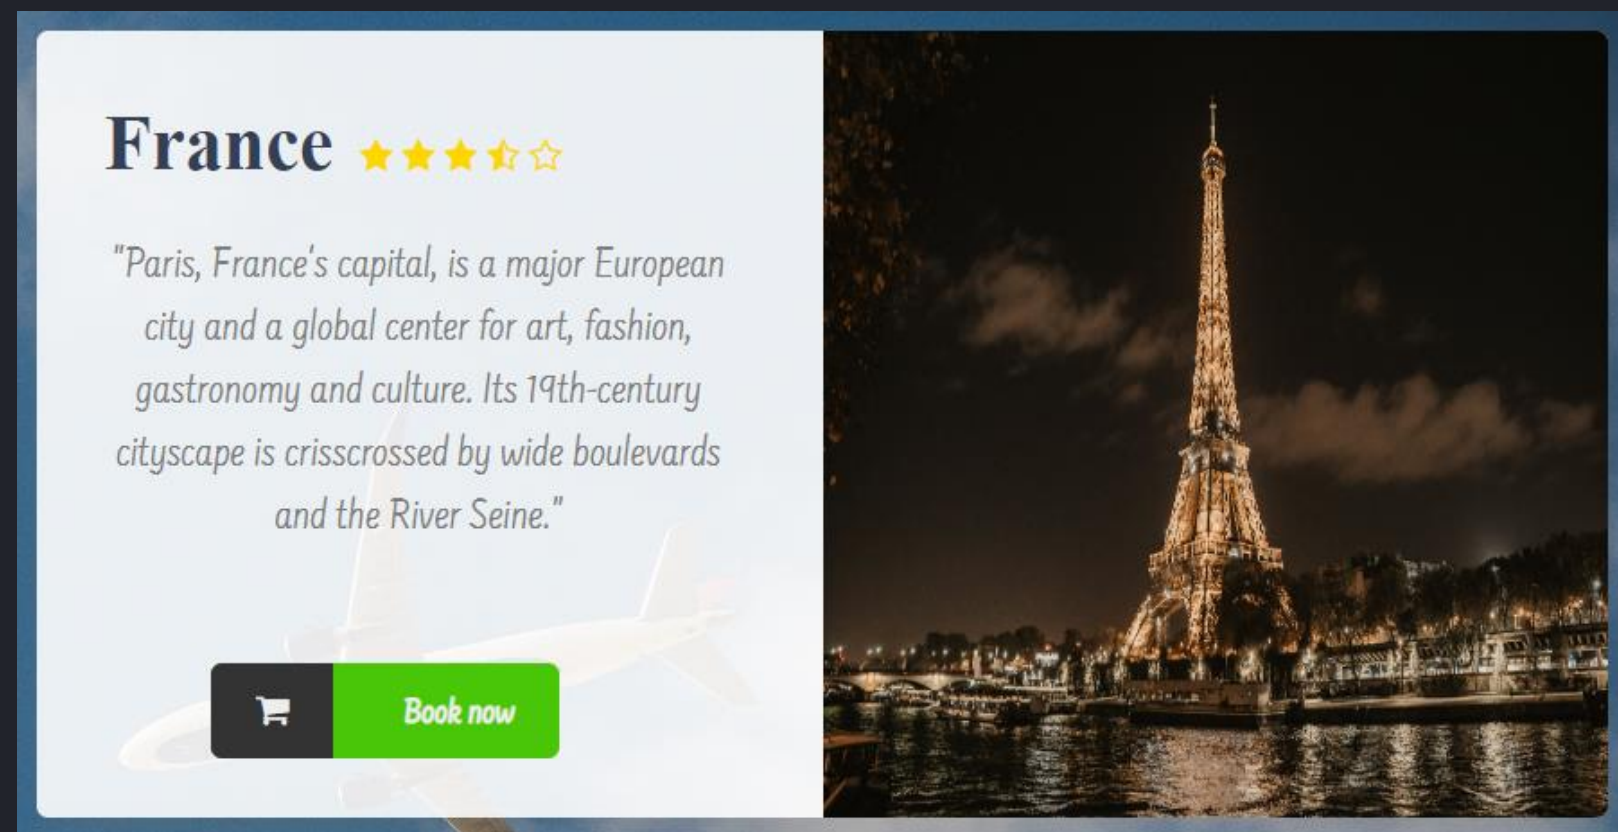 France
"Paris, France's capital, is a major European
city and a global center for art, fashion,
gastronomy and culture. Its 19th-century
cityscape is crisscrossed by wide boulevards
and the River Seine."
Book now